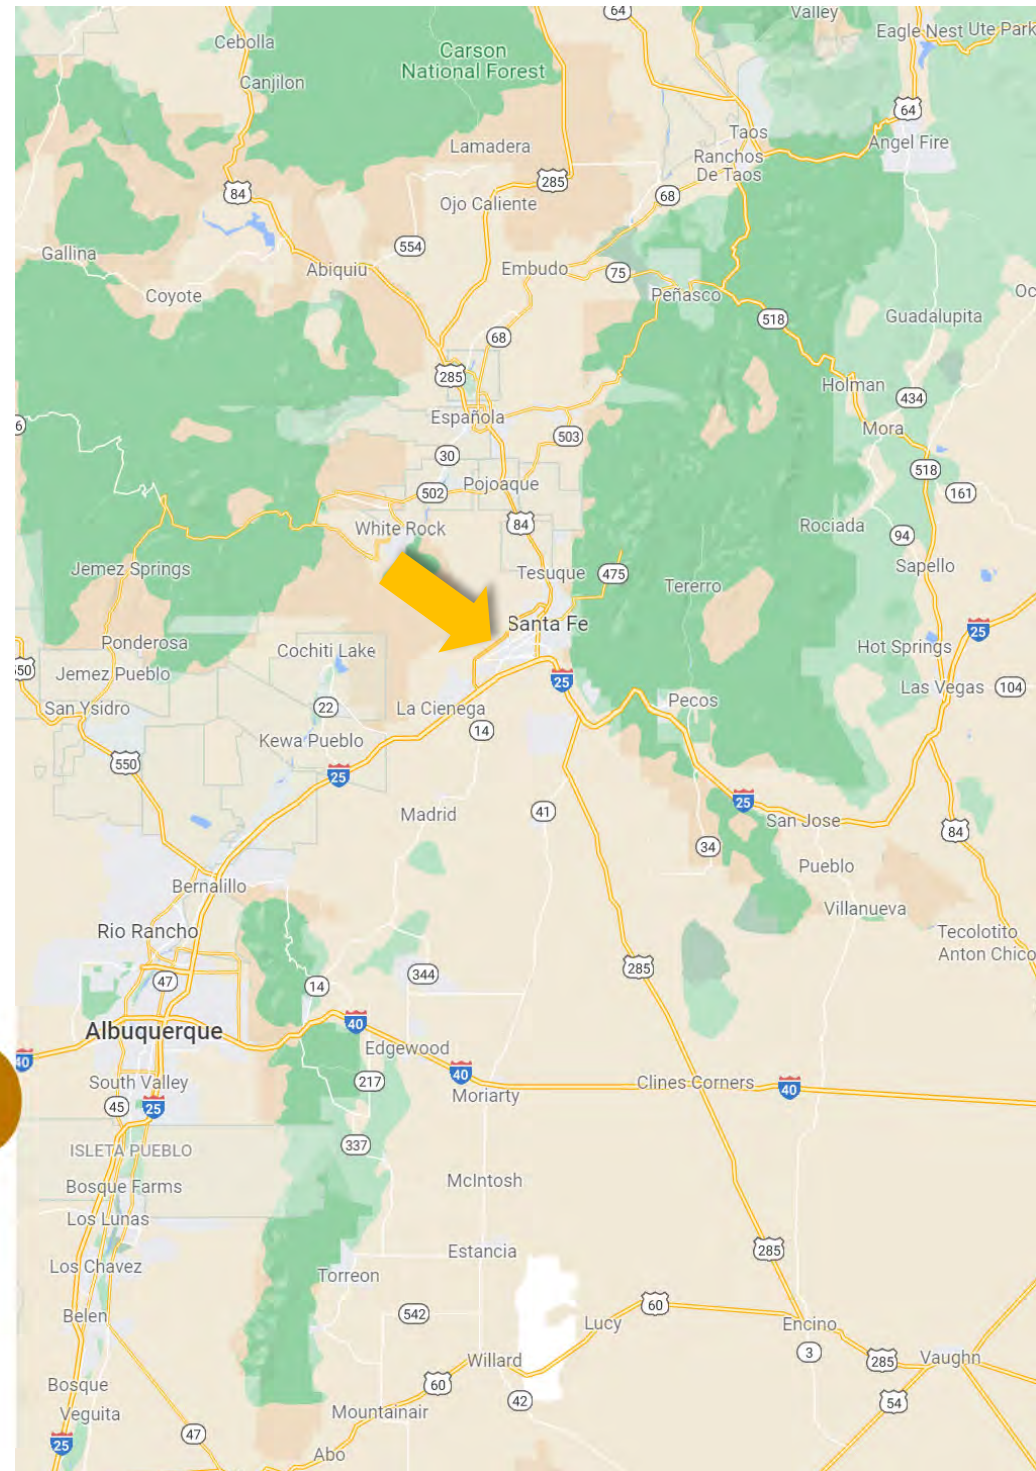 64
Valley
Eagle Nest
Ute Park
Cebolla
Carson
National Forest
Canjilon
64
Taos
Angel Fire
Lamadera
Ranchos
De Taos
285
84
68
Ojo Caliente
554
Gallina
Abiquiu
Embudo
75
Coyote
Peñasco
Oc
518
Guadalupita
68
285
Holman
434
Española
6
503
Mora
30
518
Pojoaque
502
161
84
White Rock
Rociada
94
Jemez Springs
Tesuque
475
Tererro
Sapello
Santa Fe
25
Ponderosa
Cochiti Lake
Hot Springs
550
Jemez Pueblo
25
Las Vegas
104
San Ysidro
22
La Cienega
Pecos
14
Kewa Pueblo
550
25
25
Madrid
41
San Jose
84
34
Pueblo
Bernalillo
Villanueva
Rio Rancho
Tecolotito
Anton Chico
285
344
47
14
40
Albuquerque
Edgewood
40
40
South Valley
217
Moriarty
Clines Corners
40
45
25
337
ISLETA PUEBLO
Bosque Farms
McIntosh
Los Lunas
Estancia
285
Los Chavez
Torreon
60
542
Belen
Lucy
Encino
3
Willard
285
Vaughn
Bosque
60
42
54
Veguita
Mountainair
47
25
Abo